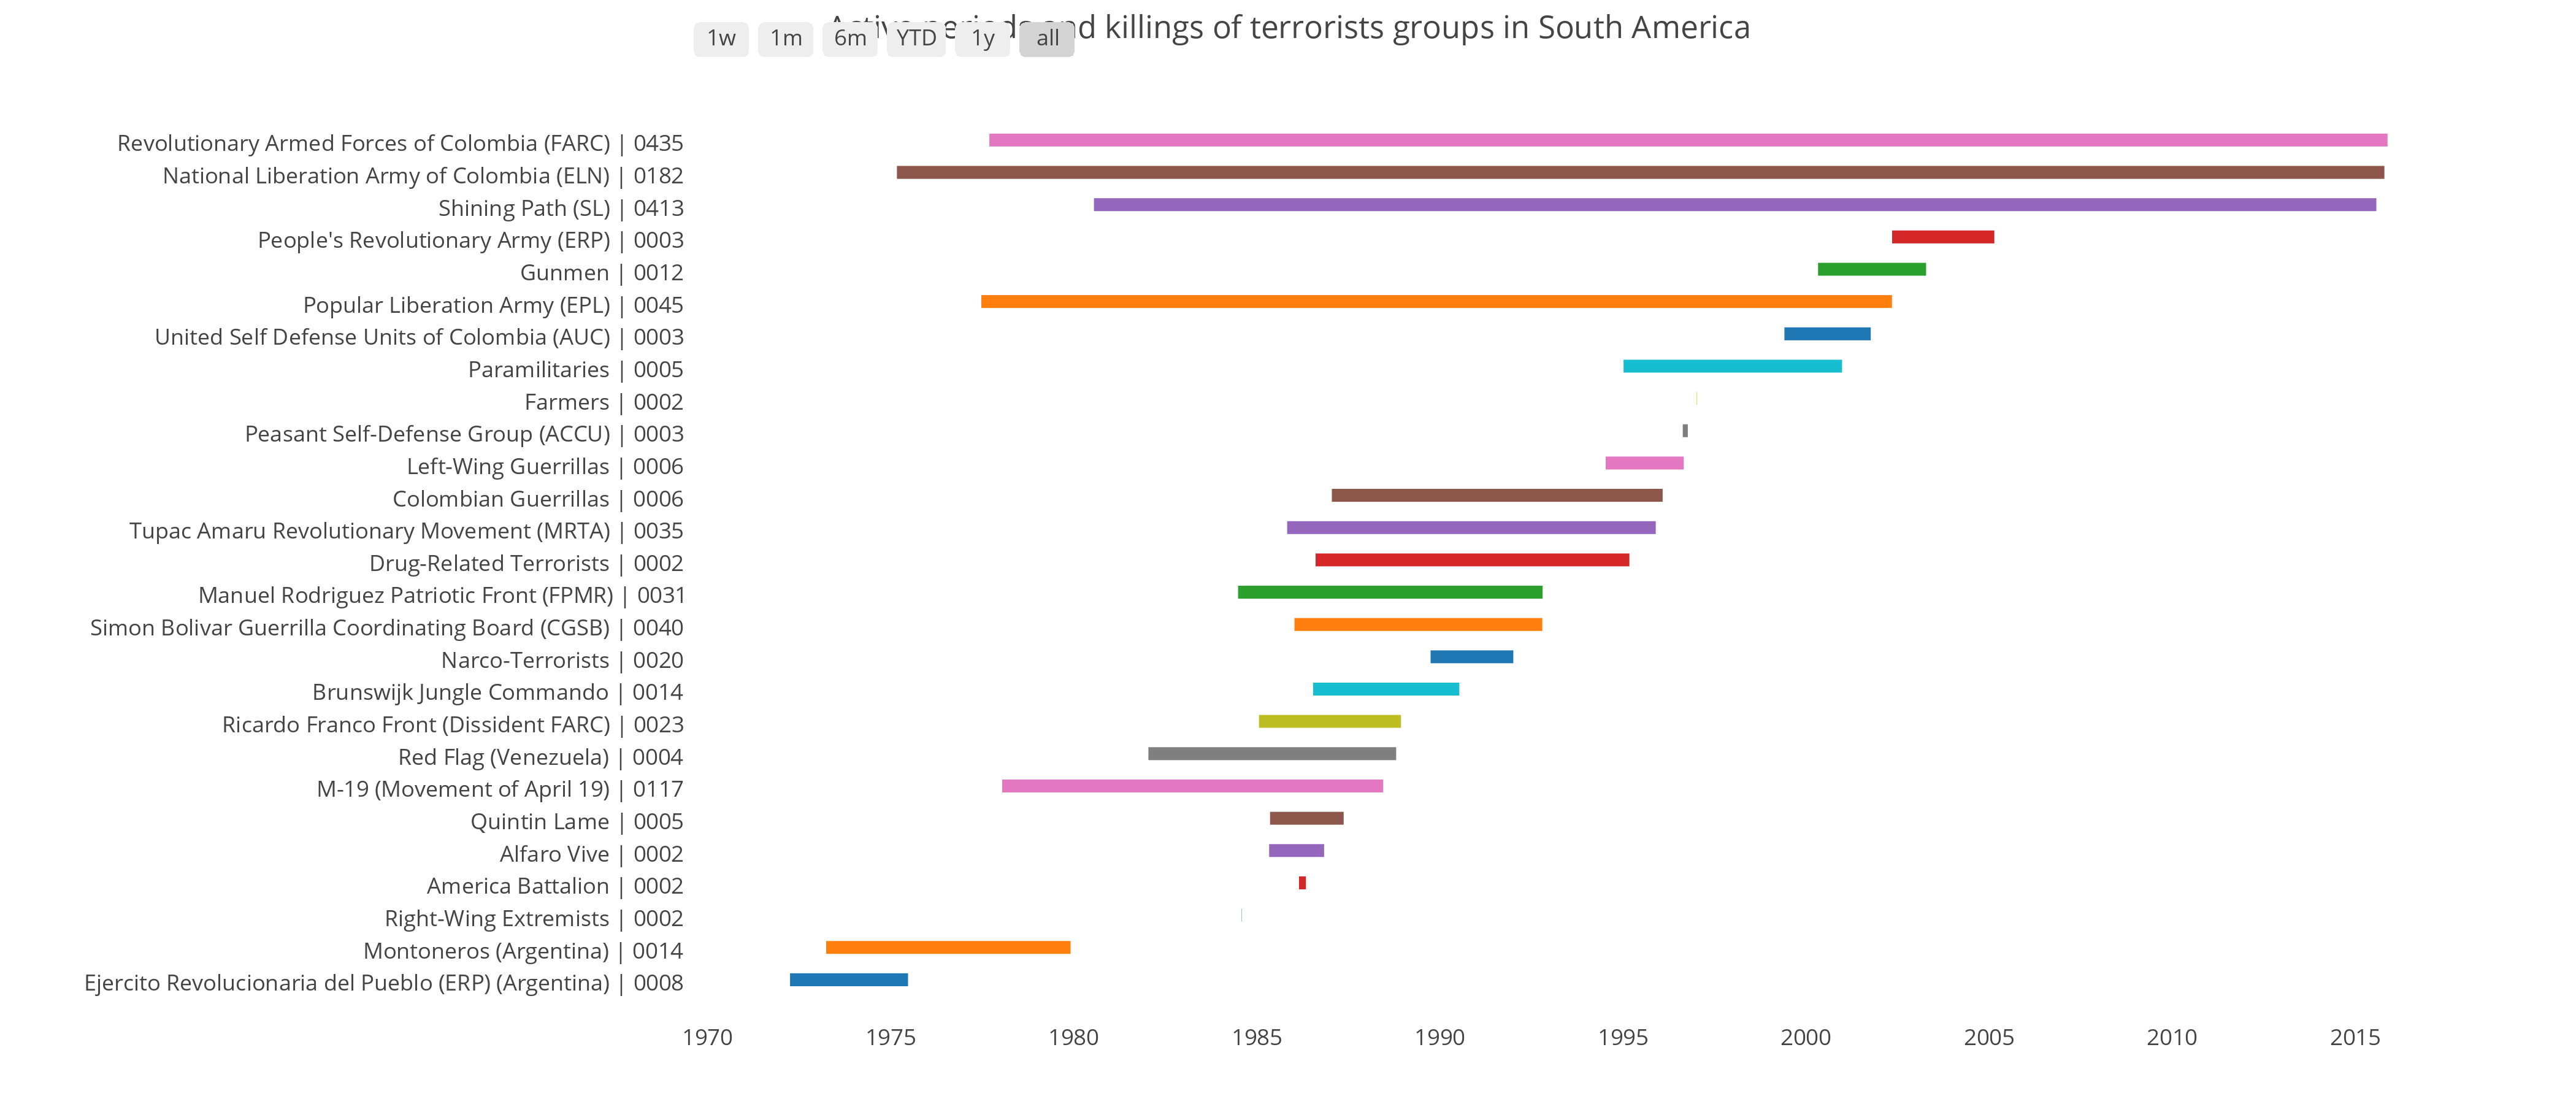 Active periods and killings of terrorists groups in South America
1w 1m 6m YTD 1y all
Revolutionary Armed Forces of Colombia (FARC) | 0435
National Liberation Army of Colombia (ELN) | 0182
Shining Path (SL) | 0413
People's Revolutionary Army (ERP) | 0003
Gunmen | 0012
Popular Liberation Army (EPL) | 0045
United Self Defense Units of Colombia (AUC) | 0003
Paramilitaries | 0005
Farmers | 0002
Peasant Self-Defense Group (ACCU) | 0003
Left-Wing Guerrillas | 0006
Colombian Guerrillas | 0006
Tupac Amaru Revolutionary Movement (MRTA) | 0035
Drug-Related Terrorists | 0002
Manuel Rodriguez Patriotic Front (FPMR) | 0031
Simon Bolivar Guerrilla Coordinating Board (CGSB) | 0040
Narco-Terrorists | 0020
Brunswijk Jungle Commando | 0014
Ricardo Franco Front (Dissident FARC) | 0023
Red Flag (Venezuela) | 0004
M-19 (Movement of April 19) | 0117
Quintin Lame | 0005
Alfaro Vive | 0002
America Battalion | 0002
Right-Wing Extremists | 0002
Montoneros (Argentina) | 0014
Ejercito Revolucionaria del Pueblo (ERP) (Argentina) | 0008
1970 1975 1980 1985 1990 1995 2000 2005 2010 2015